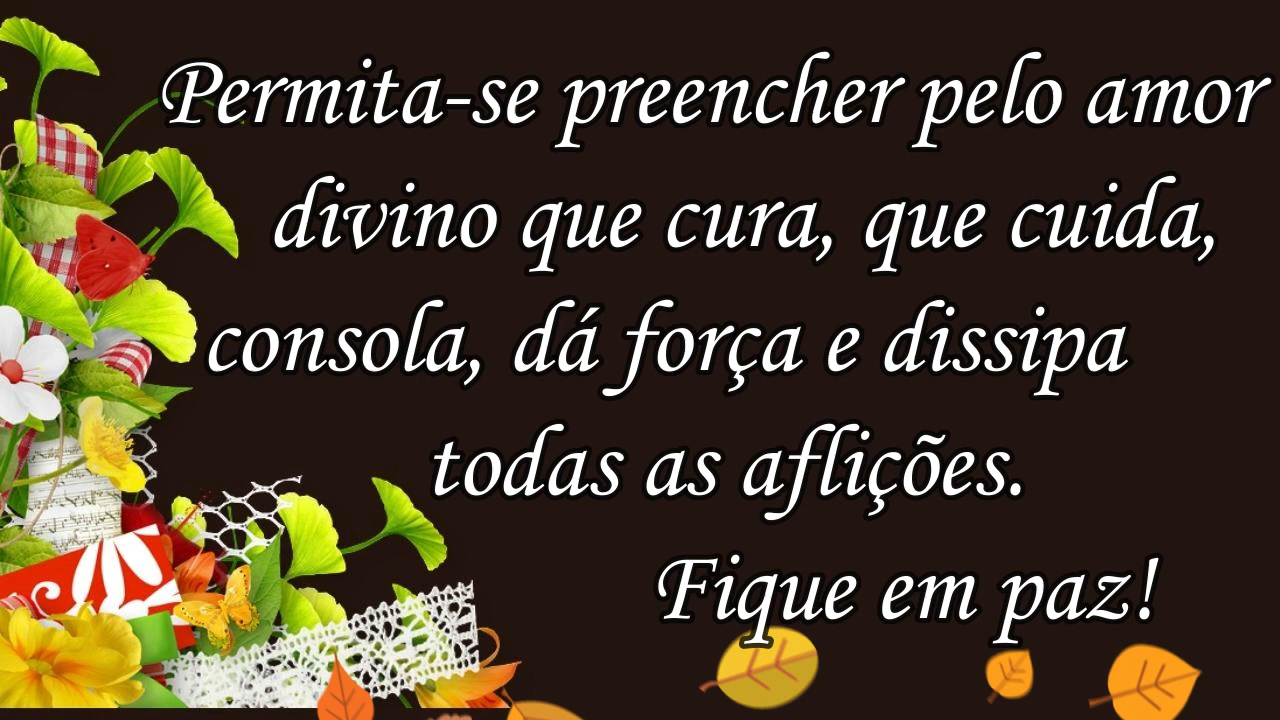 Permita-se preencher pelo amor
divino que cura, que cuida,
consola, dá força e dissipa
todas as aflições.
Fique em paz!